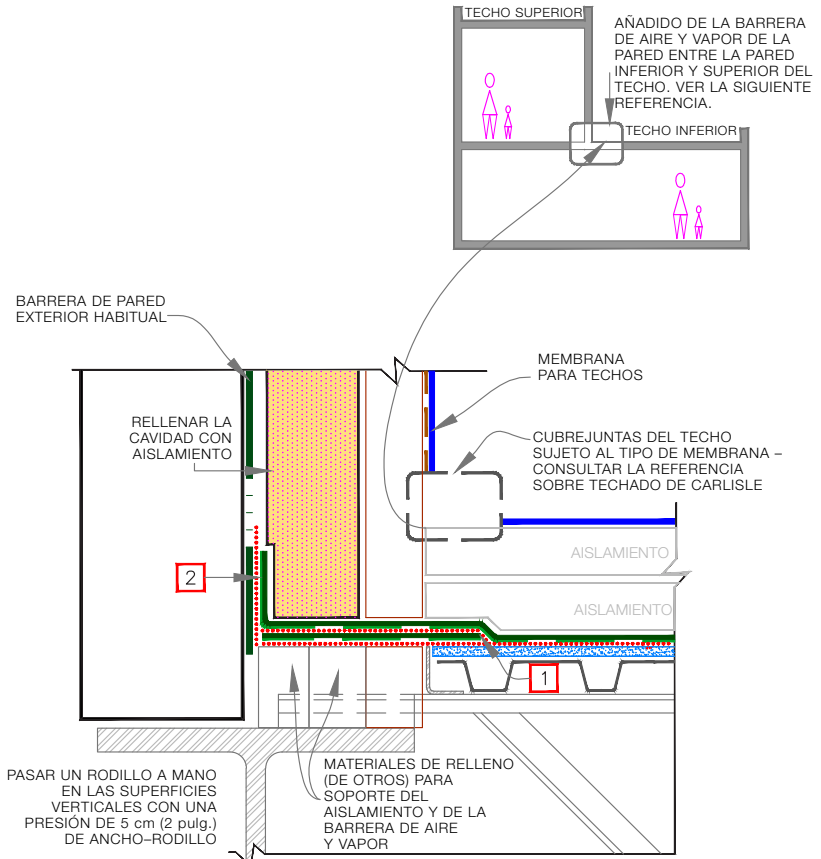 TECHO SUPERIOR
AÑADIDO DE LA BARRERA
DE AIRE Y VAPOR DE LA
PARED ENTRE LA PARED
INFERIOR Y SUPERIOR DEL
TECHO. VER LA SIGUIENTE
REFERENCIA.
TECHO INFERIOR
BARRERA DE PARED
EXTERIOR HABITUAL
MEMBRANA
PARA TECHOS
RELLENAR LA
CAVIDAD CON
AISLAMIENTO
CUBREJUNTAS DEL TECHO
SUJETO AL TIPO DE MEMBRANA –
CONSULTAR LA REFERENCIA
SOBRE TECHADO DE CARLISLE
AISLAMIENTO
2
AISLAMIENTO
1
PASAR UN RODILLO A MANO
EN LAS SUPERFICIES
VERTICALES CON UNA
PRESIÓN DE 5 cm (2 pulg.)
DE ANCHO–RODILLO
MATERIALES DE RELLENO
(DE OTROS) PARA
SOPORTE DEL
AISLAMIENTO Y DE LA
BARRERA DE AIRE
Y VAPOR